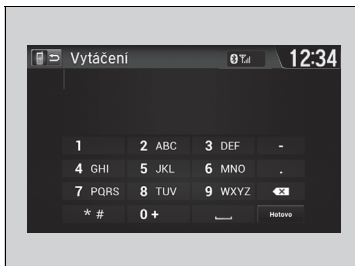 Vytáčení 12:34
1 2 ABC 3 DEF -
4 GHI 5 JKL 6 MNO .
7 PQRS 8 TUV 9 WXYZ
* # 0 + Hotovo